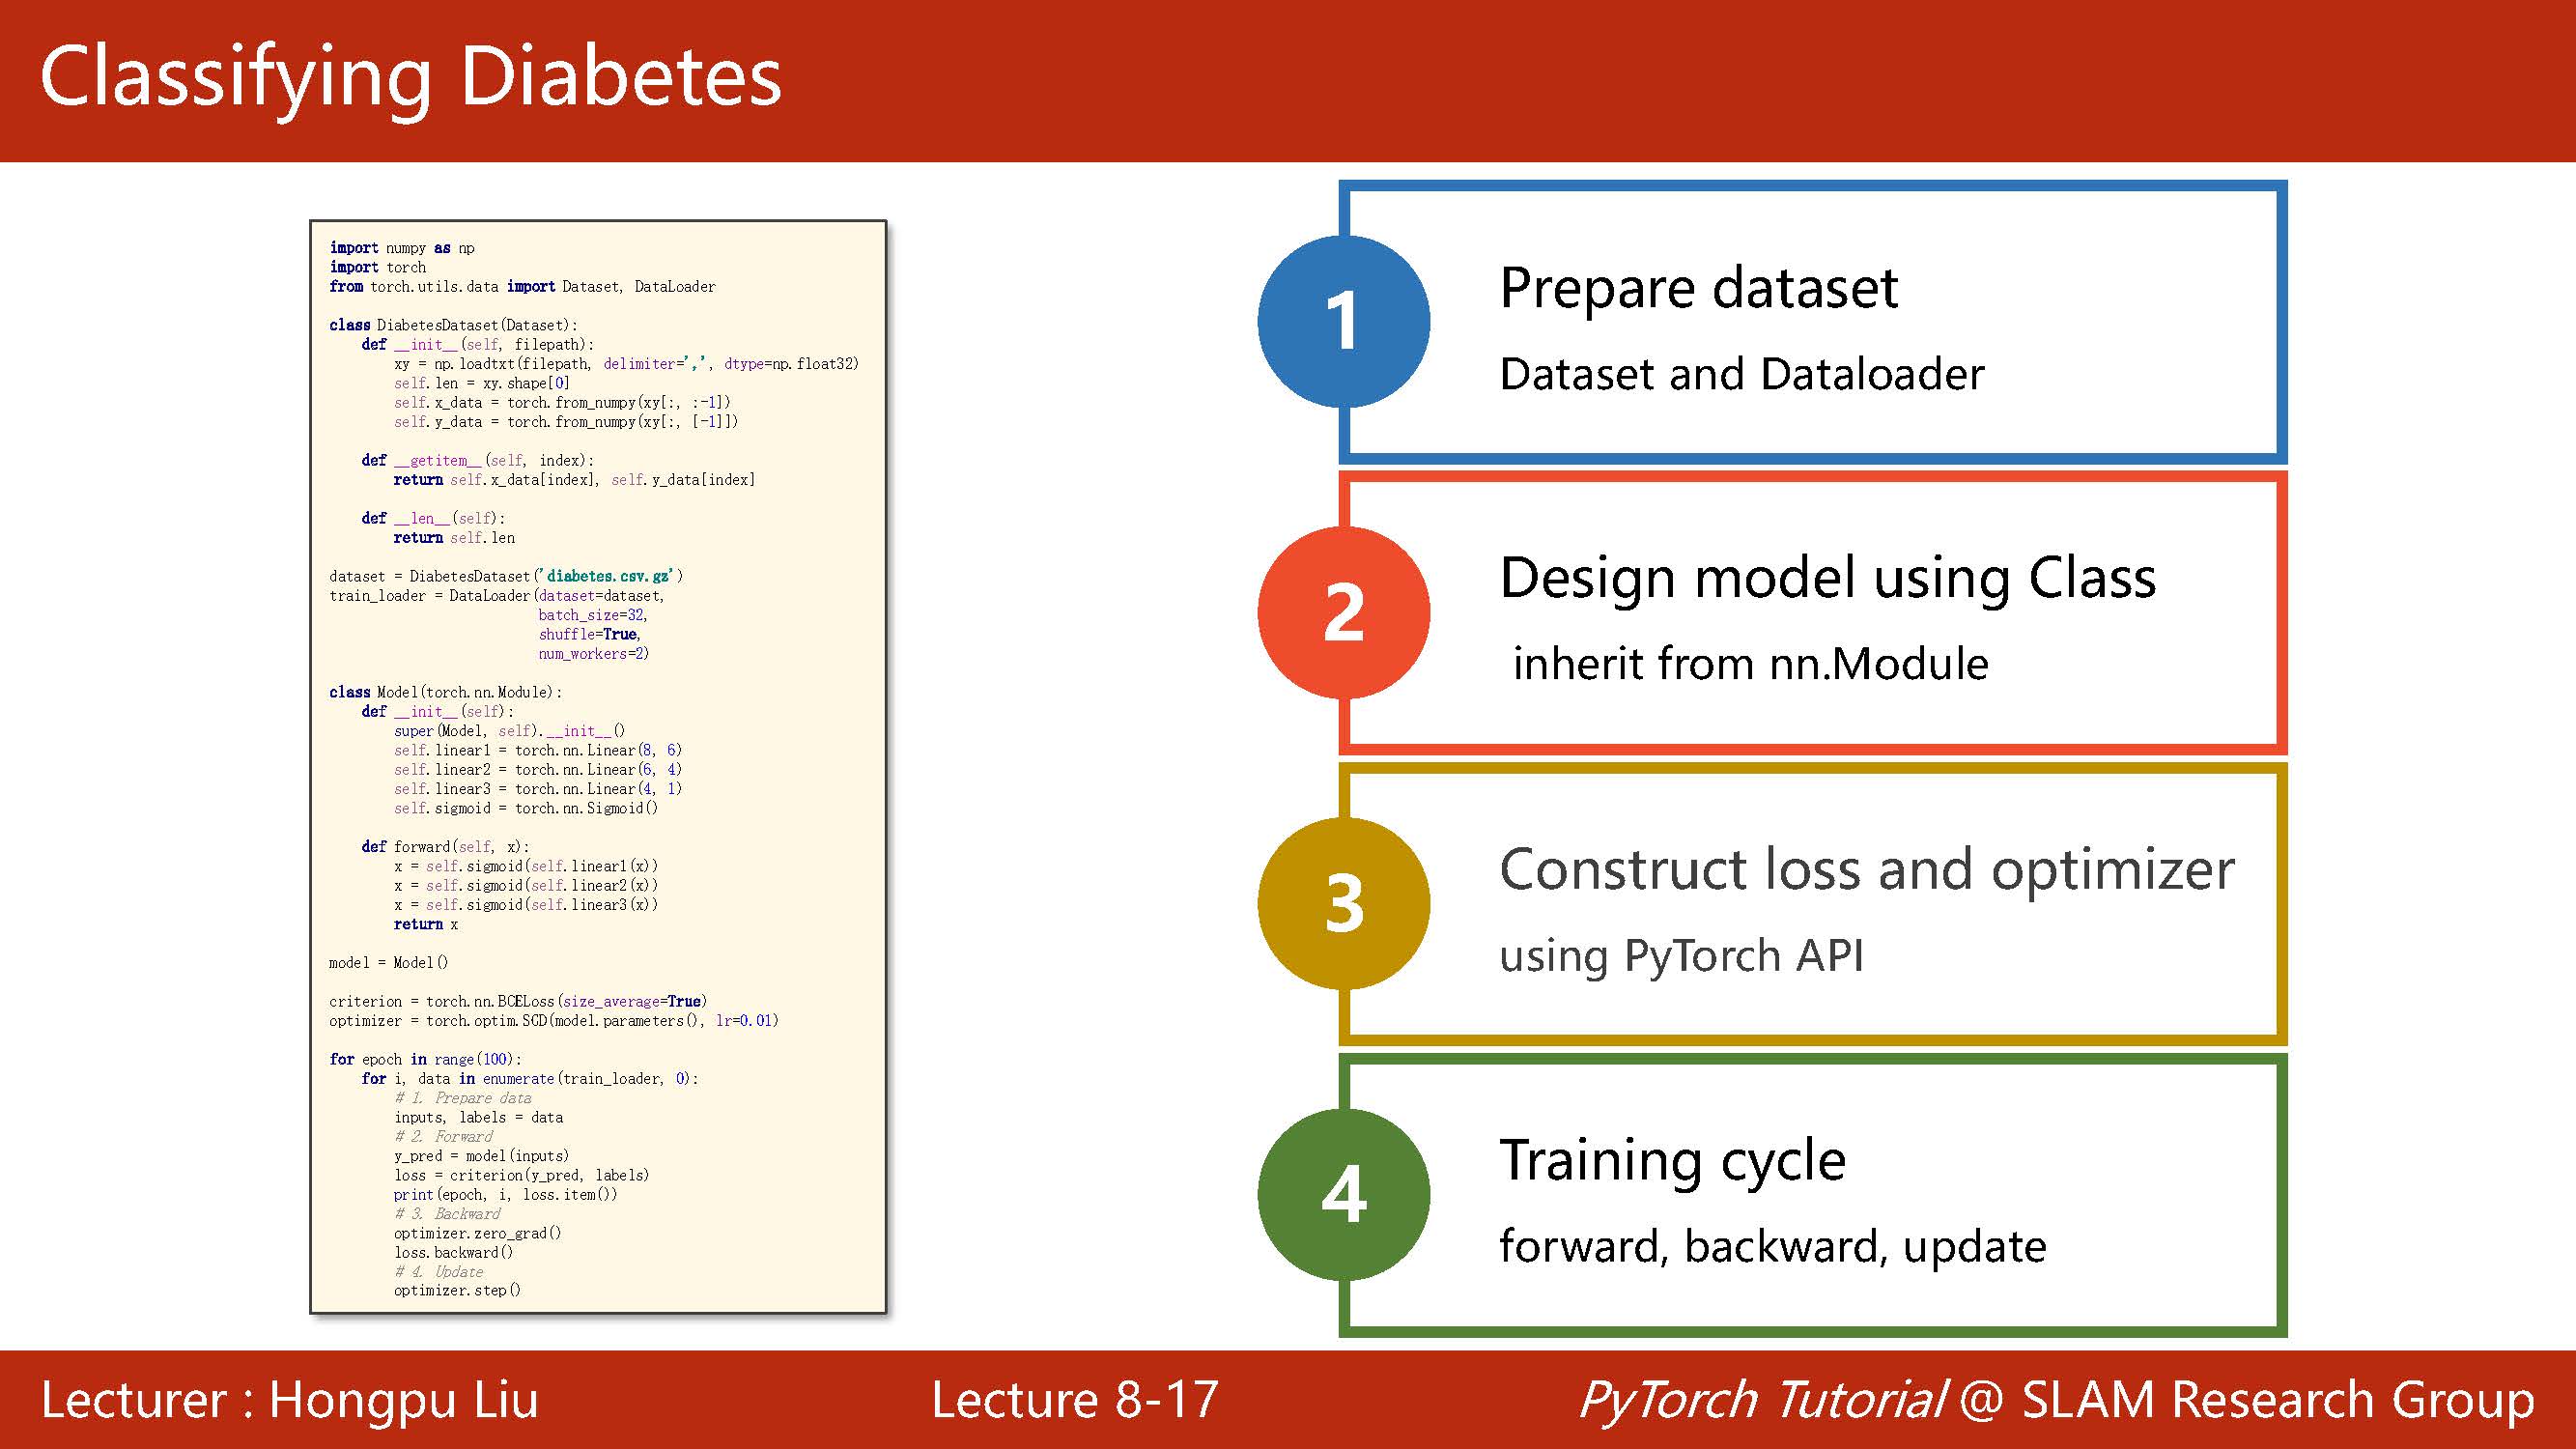 Classifying Diabetes
import numpy as np
import torch
from torch.utils.data import Dataset, DataLoader
class DiabetesDataset(Dataset):
    def __init__(self, filepath):
        xy = np.loadtxt(filepath, delimiter=',', dtype=np.float32)
        self.len = xy.shape[0]
        self.x_data = torch.from_numpy(xy[:, :-1])
        self.y_data = torch.from_numpy(xy[:, [-1]])
    def __getitem__(self, index):
        return self.x_data[index], self.y_data[index]
    def __len__(self):
        return self.len
dataset = DiabetesDataset('diabetes.csv.gz')
train_loader = DataLoader(dataset=dataset,
                          batch_size=32,
                          shuffle=True,
                          num_workers=2)
class Model(torch.nn.Module):
    def __init__(self):
        super(Model, self).__init__()
        self.linear1 = torch.nn.Linear(8, 6)
        self.linear2 = torch.nn.Linear(6, 4)
        self.linear3 = torch.nn.Linear(4, 1)
        self.sigmoid = torch.nn.Sigmoid()
    def forward(self, x):
        x = self.sigmoid(self.linear1(x))
        x = self.sigmoid(self.linear2(x))
        x = self.sigmoid(self.linear3(x))
        return x
model = Model()
criterion = torch.nn.BCELoss(size_average=True)
optimizer = torch.optim.SGD(model.parameters(), lr=0.01)
for epoch in range(100):
    for i, data in enumerate(train_loader, 0):
        # 1. Prepare data
        inputs, labels = data
        # 2. Forward
        y_pred = model(inputs)
        loss = criterion(y_pred, labels)
        print(epoch, i, loss.item())
        # 3. Backward
        optimizer.zero_grad()
        loss.backward()
        # 4. Update
        optimizer.step()
1
Prepare dataset
Dataset and Dataloader
2
Design model using Class
inherit from nn.Module
3
Construct loss and optimizer
using PyTorch API
4
Training cycle
forward, backward, update
Lecturer : Hongpu Liu
Lecture 8-17
PyTorch Tutorial @ SLAM Research Group